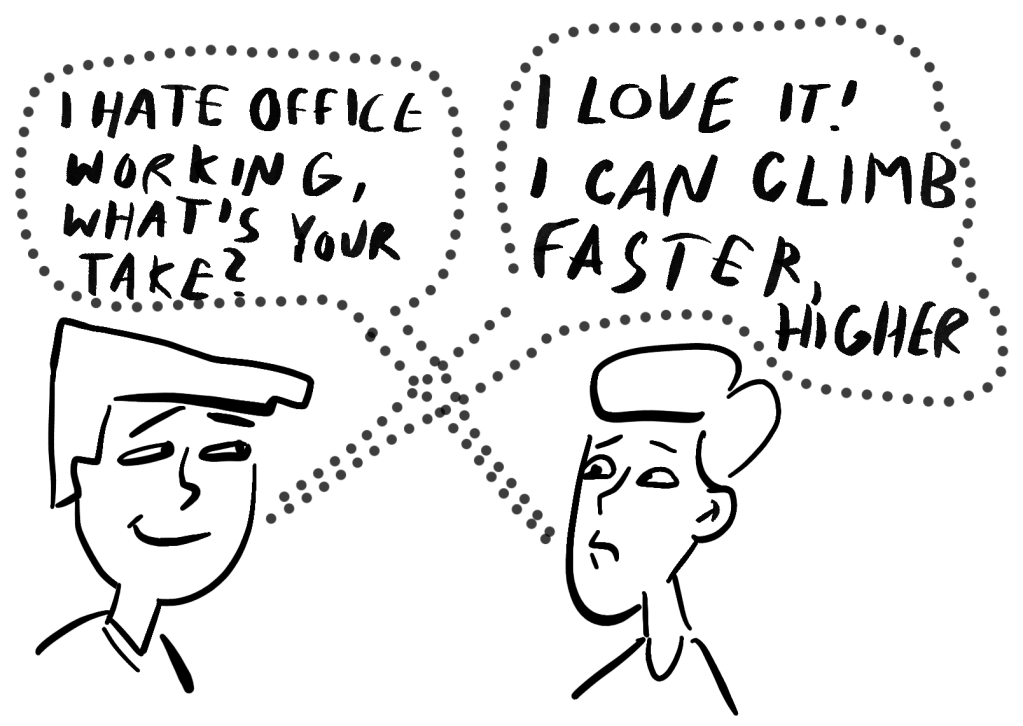 I HATE OFFICE
WORKING,
WHAT'S YOUR
TAKE?
I LOVE IT!
I CAN CLIMB
FASTER,
HIGHER